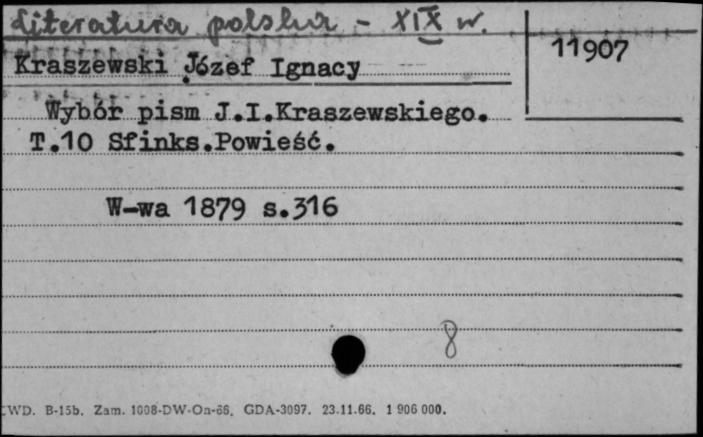 Literatura polska - XIX w.
11907
Kraszewski Józef Ignacy
Wybór pism J.I.Kraszewskiego.
T.10 Sfinks.Powieść.
W-wa 1879 s.316
8
WD. B-15b. Zam. 1008-DW-On-66. GDA-3097. 23.11.66. 1 906 000.